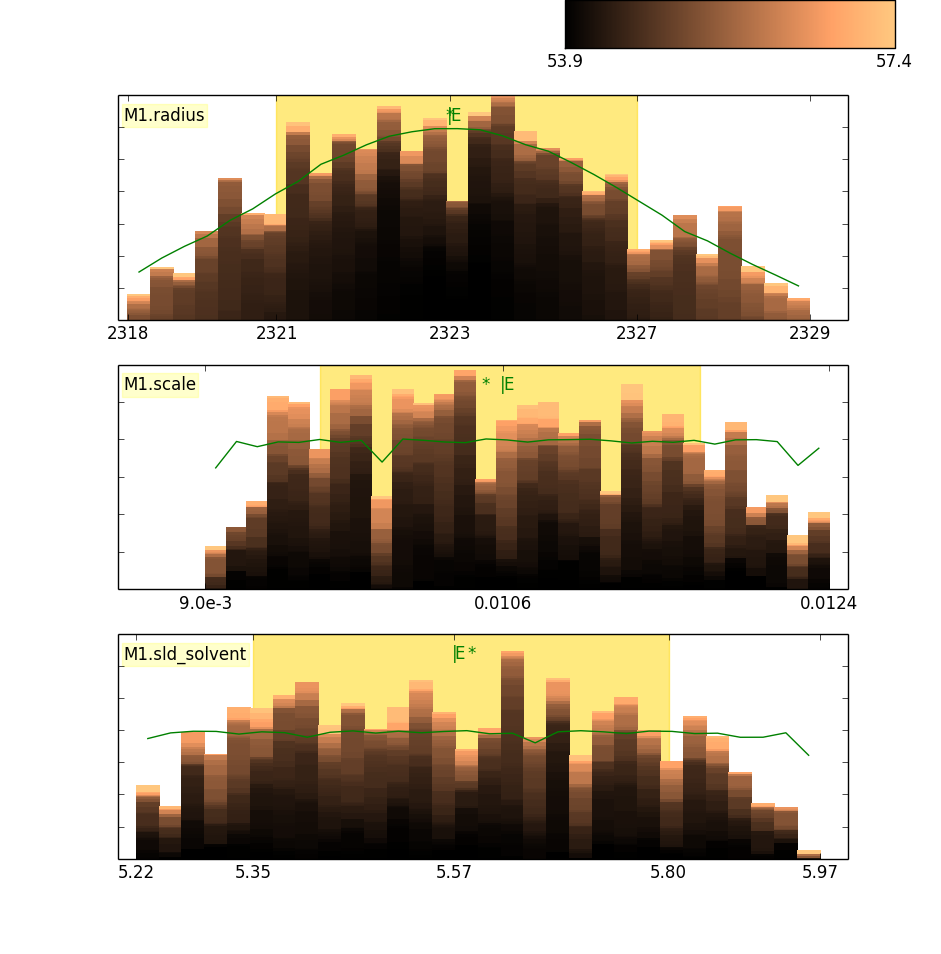 53.9 57.4
M1.radius * |E
2318 2321 2323 2327 2329
M1.scale * |E
9.0e-3 0.0106 0.0124
M1.sld_solvent |E *
5.22 5.35 5.57 5.80 5.97